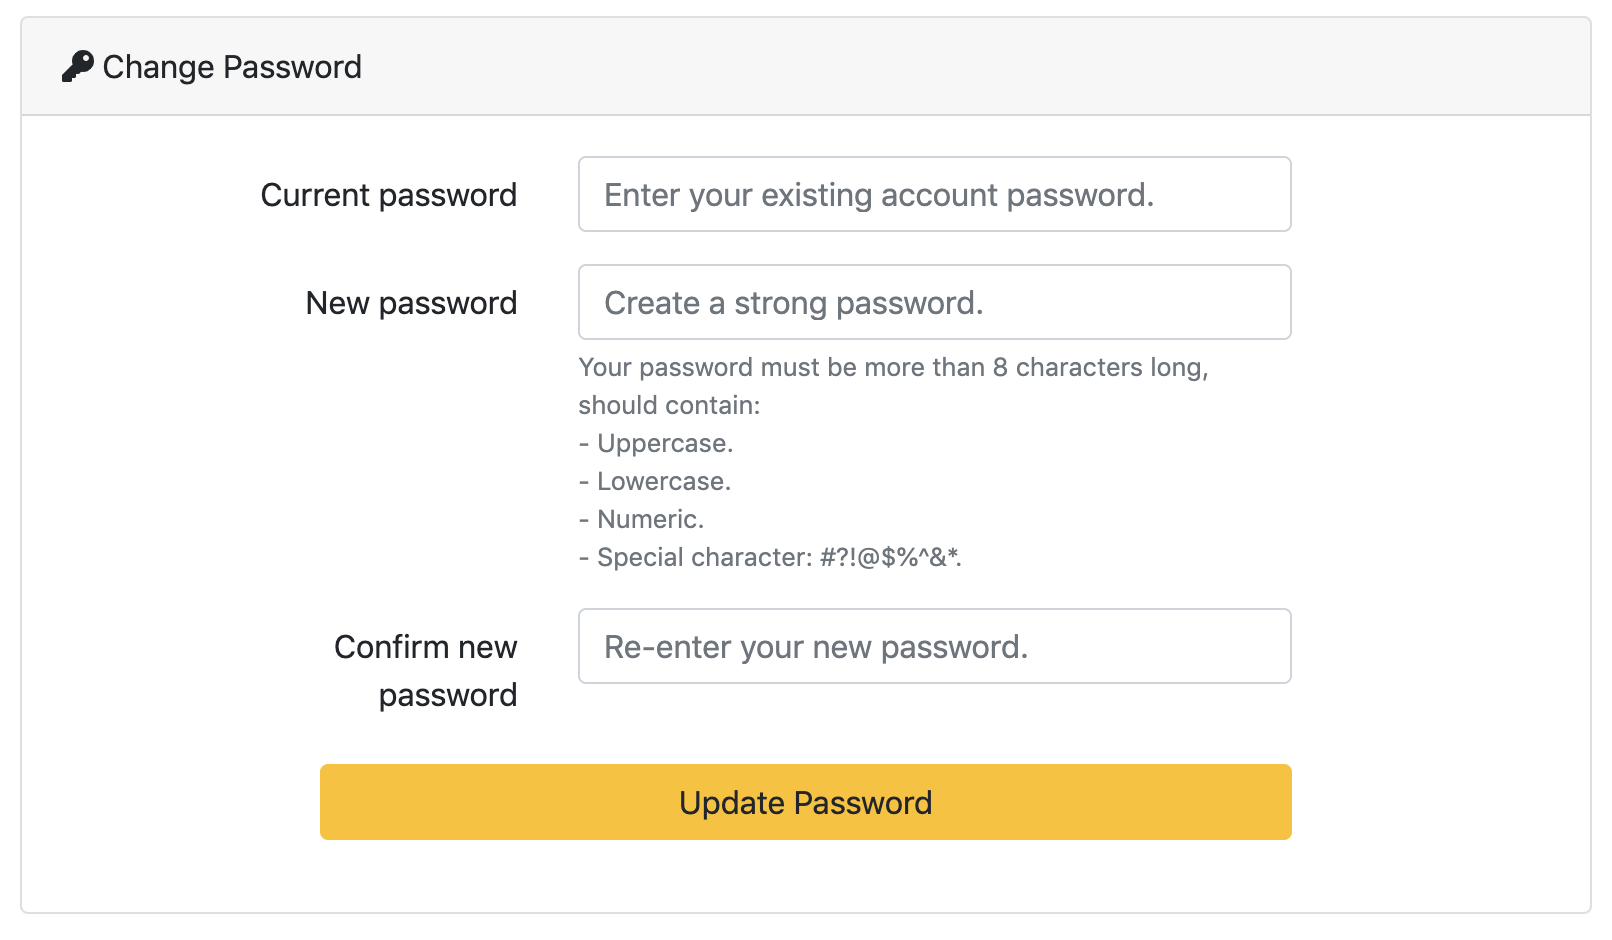 Change Password
Current password
Enter your existing account password.
New password
Create a strong password.
Your password must be more than 8 characters long,
should contain:
- Uppercase.
- Lowercase.
- Numeric.
- Special character: #?!@$%^&*.
Confirm new
password
Re-enter your new password.
Update Password